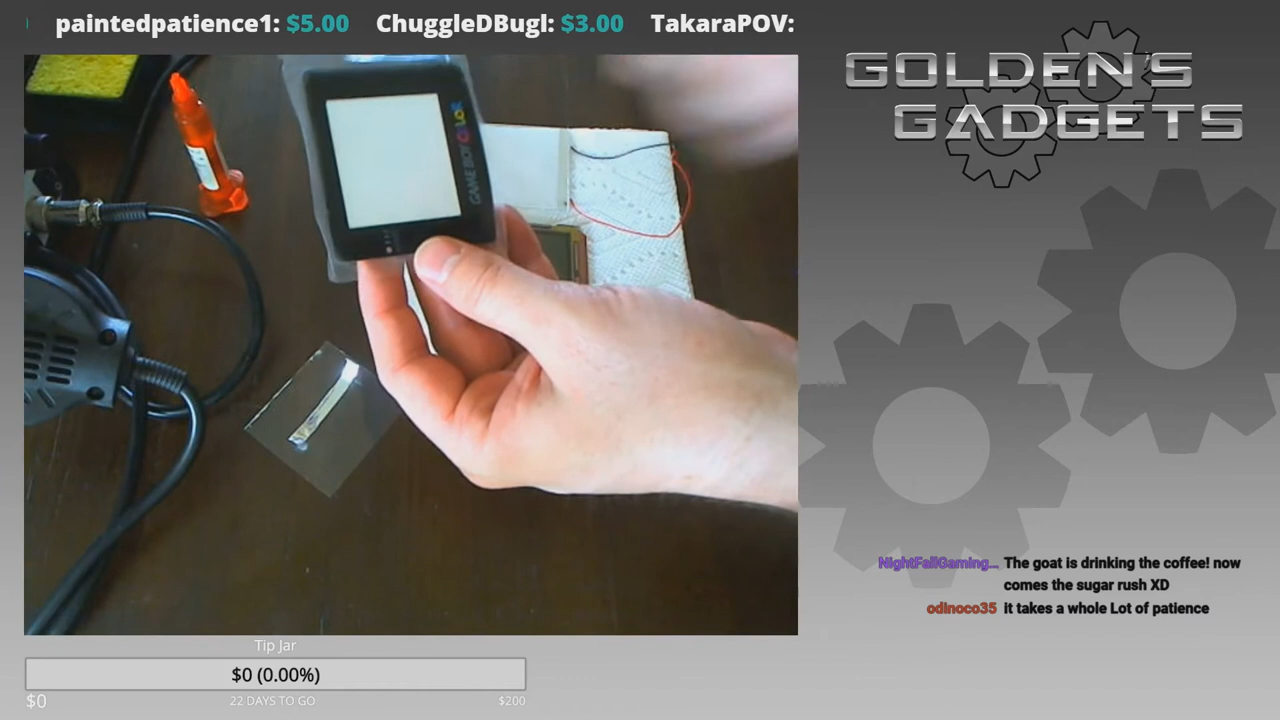 paintedpatience1: $5.00 ChuggleDBugl: $3.00 TakaraPOV:
GOLDEN'S
GADGETS
GAME BOY COLOR
NightFallGaming... The goat is drinking the coffee! now
comes the sugar rush XD
odinoco35 it takes a whole Lot of patience
Tip Jar
$0 (0.00%)
$0 22 DAYS TO GO $200